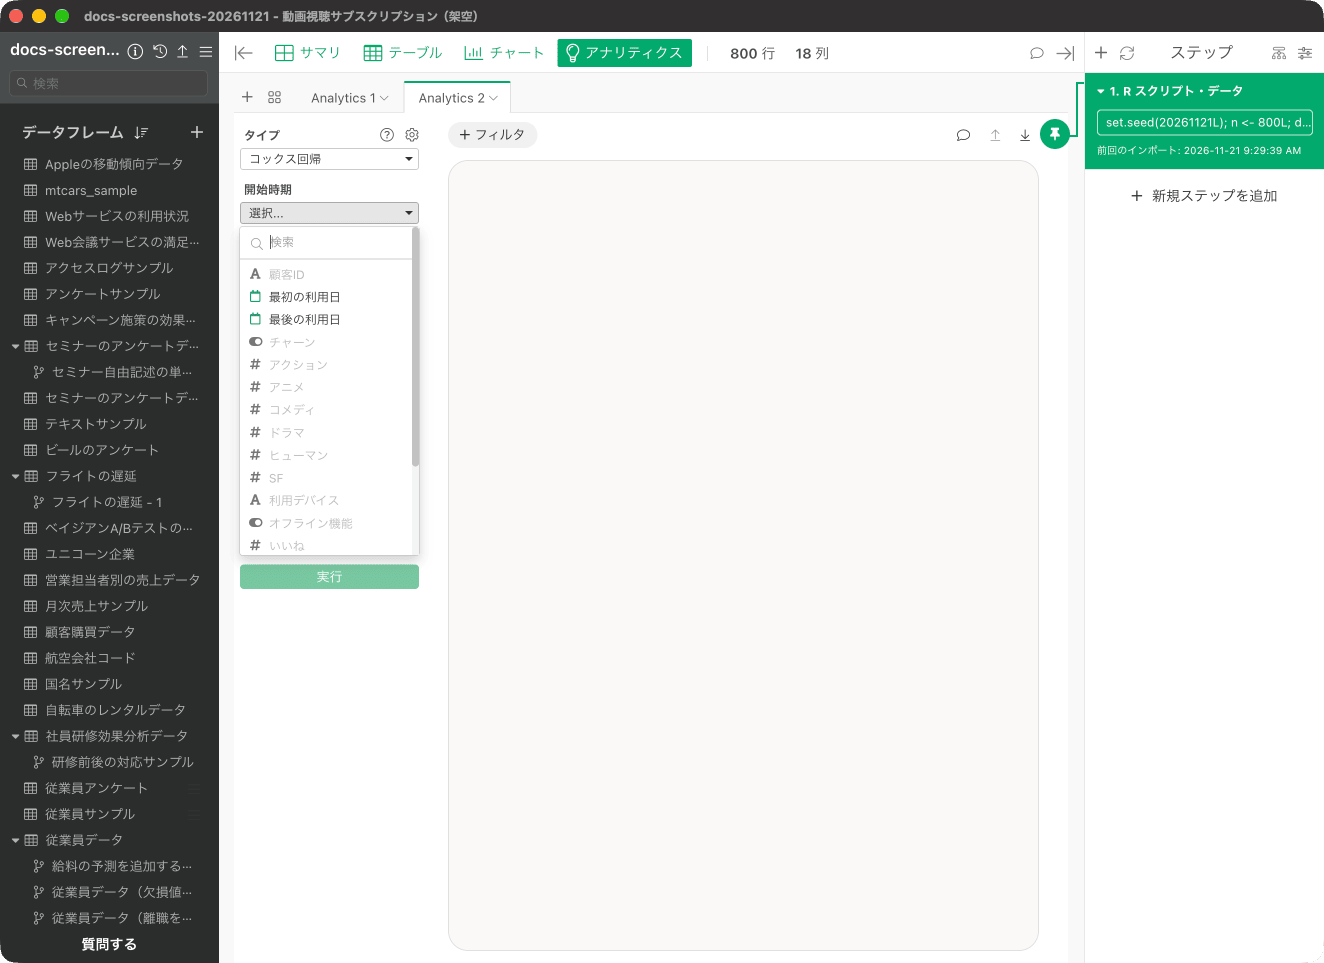 docs-screenshots-20261121 - 動画視聴サブスクリプション（架空）
docs-screen...
検索
データフレーム
Appleの移動傾向データ
mtcars_sample
Webサービスの利用状況
Web会議サービスの満足…
アクセスログサンプル
アンケートサンプル
キャンペーン施策の効果…
セミナーのアンケートデ…
セミナー自由記述の単…
セミナーのアンケートデ…
テキストサンプル
ビールのアンケート
フライトの遅延
フライトの遅延 - 1
ベイジアンA/Bテストの…
ユニコーン企業
営業担当者別の売上データ
月次売上サンプル
顧客購買データ
航空会社コード
国名サンプル
自転車のレンタルデータ
社員研修効果分析データ
研修前後の対応サンプル
従業員アンケート
従業員サンプル
従業員データ
給料の予測を追加する…
従業員データ（欠損値…
従業員データ（離職を…
質問する
サマリ
テーブル
チャート
アナリティクス
800 行
18 列
Analytics 1
Analytics 2
タイプ
コックス回帰
開始時期
選択...
検索
顧客ID
最初の利用日
最後の利用日
チャーン
アクション
アニメ
コメディ
ドラマ
ヒューマン
SF
利用デバイス
オフライン機能
いいね
実行
+ フィルタ
ステップ
1. R スクリプト・データ
set.seed(20261121L); n <- 800L; d...
前回のインポート: 2026-11-21 9:29:39 AM
+ 新規ステップを追加